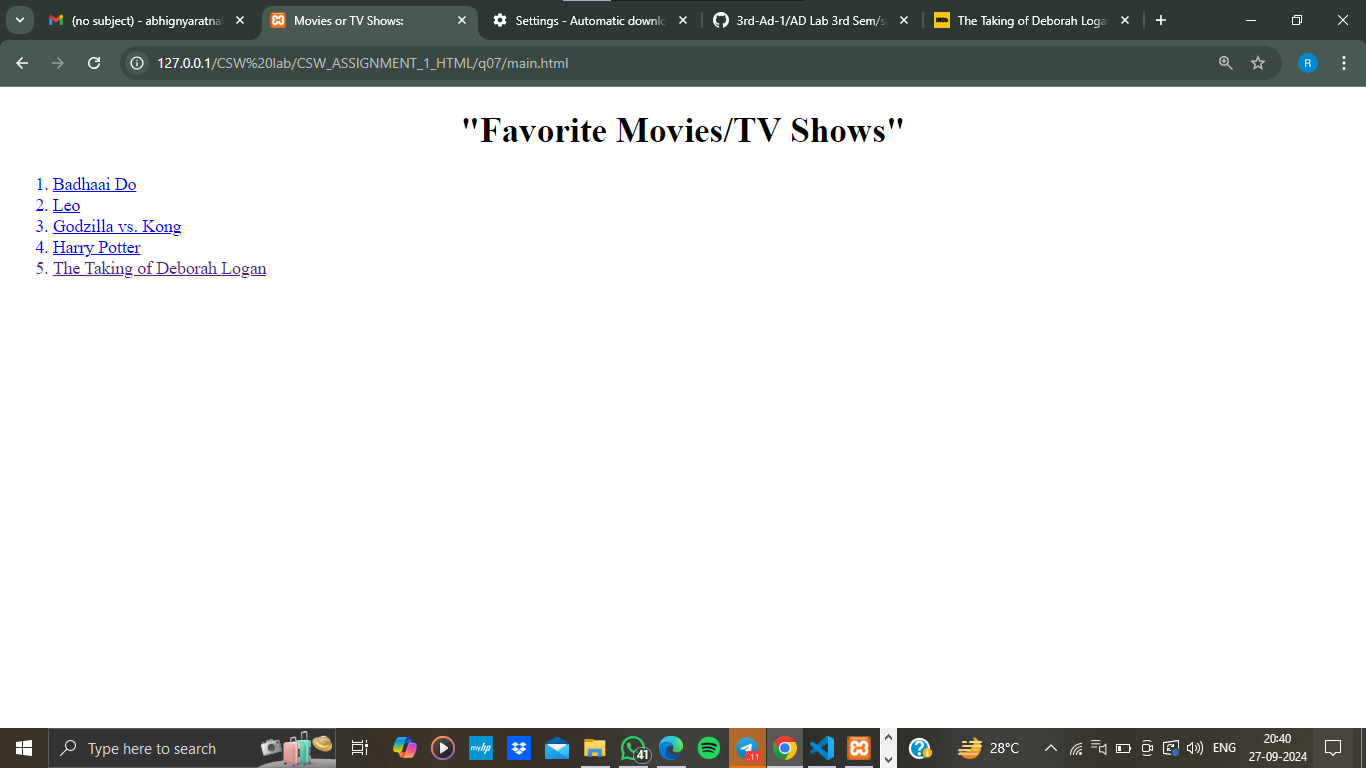 (no subject) - abhignyaratna
Movies or TV Shows:
Settings - Automatic downlo
3rd-Ad-1/AD Lab 3rd Sem/s
IMDb
The Taking of Deborah Loga
127.0.0.1/CSW%20lab/CSW_ASSIGNMENT_1_HTML/q07/main.html
R
"Favorite Movies/TV Shows"
1. Badhaai Do
2. Leo
3. Godzilla vs. Kong
4. Harry Potter
5. The Taking of Deborah Logan
Type here to search
myhp
41
.11
28°C
ENG
20:40
27-09-2024